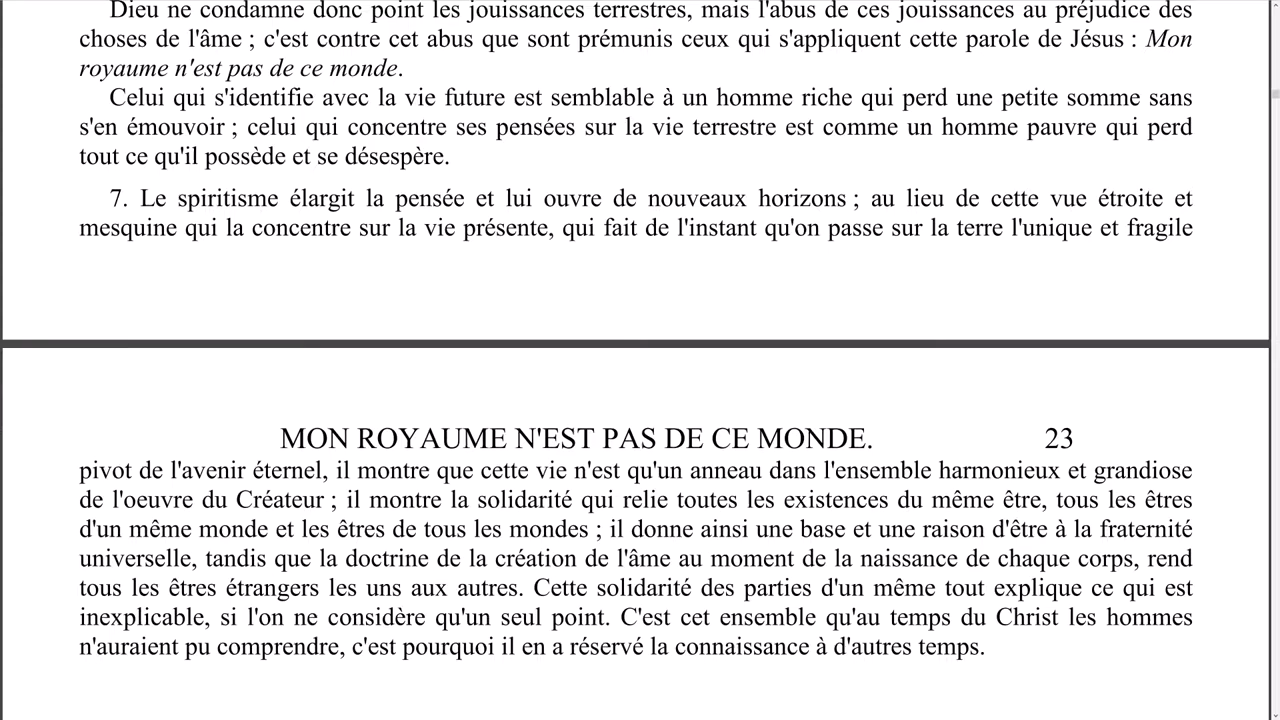 Dieu ne condamne donc point les jouissances terrestres, mais l'abus de ces jouissances au préjudice des
choses de l'âme ; c'est contre cet abus que sont prémunis ceux qui s'appliquent cette parole de Jésus : Mon
royaume n'est pas de ce monde.
Celui qui s'identifie avec la vie future est semblable à un homme riche qui perd une petite somme sans
s'en émouvoir ; celui qui concentre ses pensées sur la vie terrestre est comme un homme pauvre qui perd
tout ce qu'il possède et se désespère.
7. Le spiritisme élargit la pensée et lui ouvre de nouveaux horizons ; au lieu de cette vue étroite et
mesquine qui la concentre sur la vie présente, qui fait de l'instant qu'on passe sur la terre l'unique et fragile
MON ROYAUME N'EST PAS DE CE MONDE. 23
pivot de l'avenir éternel, il montre que cette vie n'est qu'un anneau dans l'ensemble harmonieux et grandiose
de l'oeuvre du Créateur ; il montre la solidarité qui relie toutes les existences du même être, tous les êtres
d'un même monde et les êtres de tous les mondes ; il donne ainsi une base et une raison d'être à la fraternité
universelle, tandis que la doctrine de la création de l'âme au moment de la naissance de chaque corps, rend
tous les êtres étrangers les uns aux autres. Cette solidarité des parties d'un même tout explique ce qui est
inexplicable, si l'on ne considère qu'un seul point. C'est cet ensemble qu'au temps du Christ les hommes
n'auraient pu comprendre, c'est pourquoi il en a réservé la connaissance à d'autres temps.